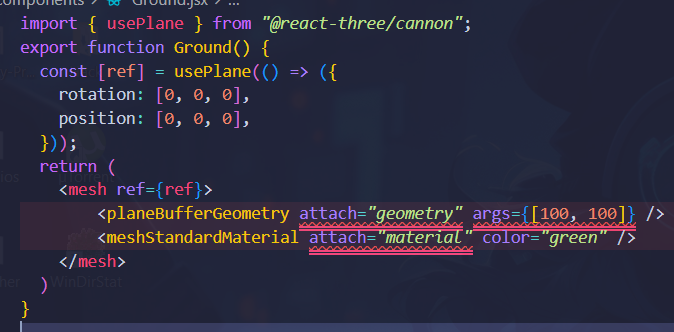 components > Ground.jsx > ...
import { usePlane } from "@react-three/cannon";
export function Ground() {
  const [ref] = usePlane(() => ({
    rotation: [0, 0, 0],
    position: [0, 0, 0],
  }));
  return (
    <mesh ref={ref}>
        <planeBufferGeometry attach="geometry" args={[100, 100]} />
        <meshStandardMaterial attach="material" color="green" />
    </mesh>
  )
}
WinDirStat